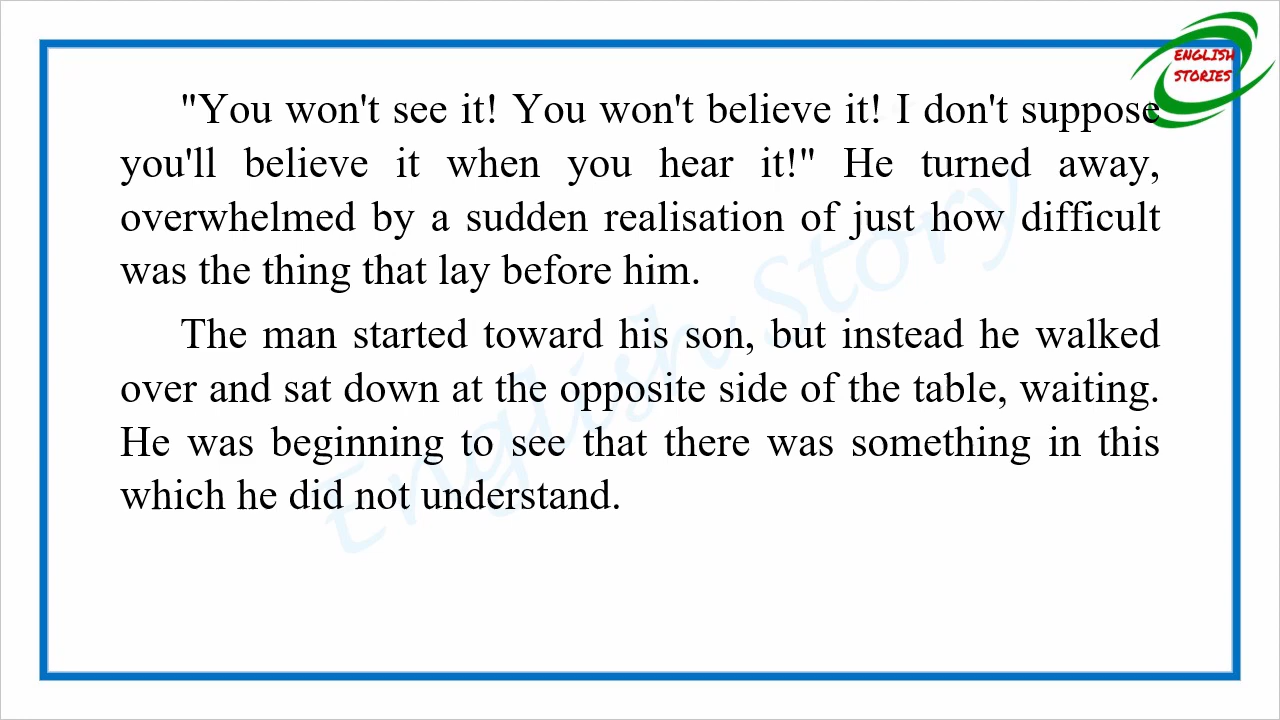 ENGLISH
STORIES
"You won't see it! You won't believe it! I don't suppose
you'll believe it when you hear it!" He turned away,
overwhelmed by a sudden realisation of just how difficult
was the thing that lay before him.
The man started toward his son, but instead he walked
over and sat down at the opposite side of the table, waiting.
He was beginning to see that there was something in this
which he did not understand.
English Story